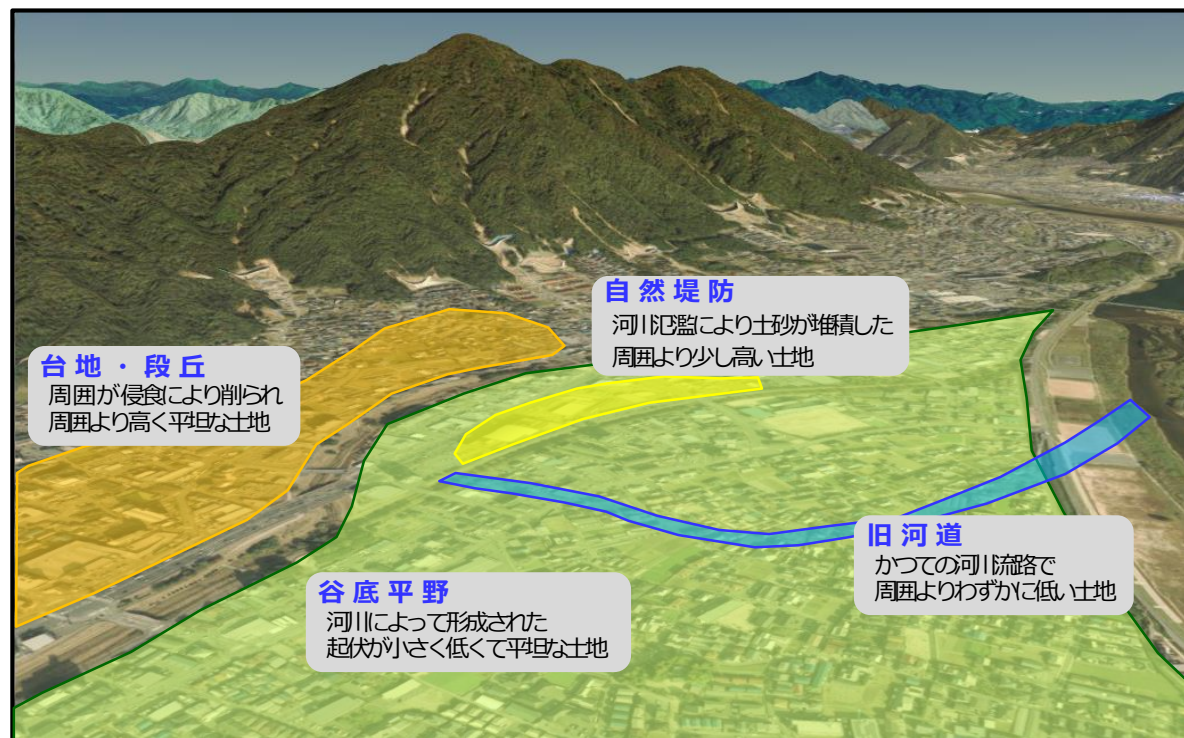 自然堤防
河川氾濫により土砂が堆積した
周囲より少し高い土地
台地・段丘
周囲が侵食により削られ
周囲より高く平坦な土地
旧河道
かつての河川流路で
周囲よりわずかに低い土地
谷底平野
河川によって形成された
起伏が小さく低くて平坦な土地